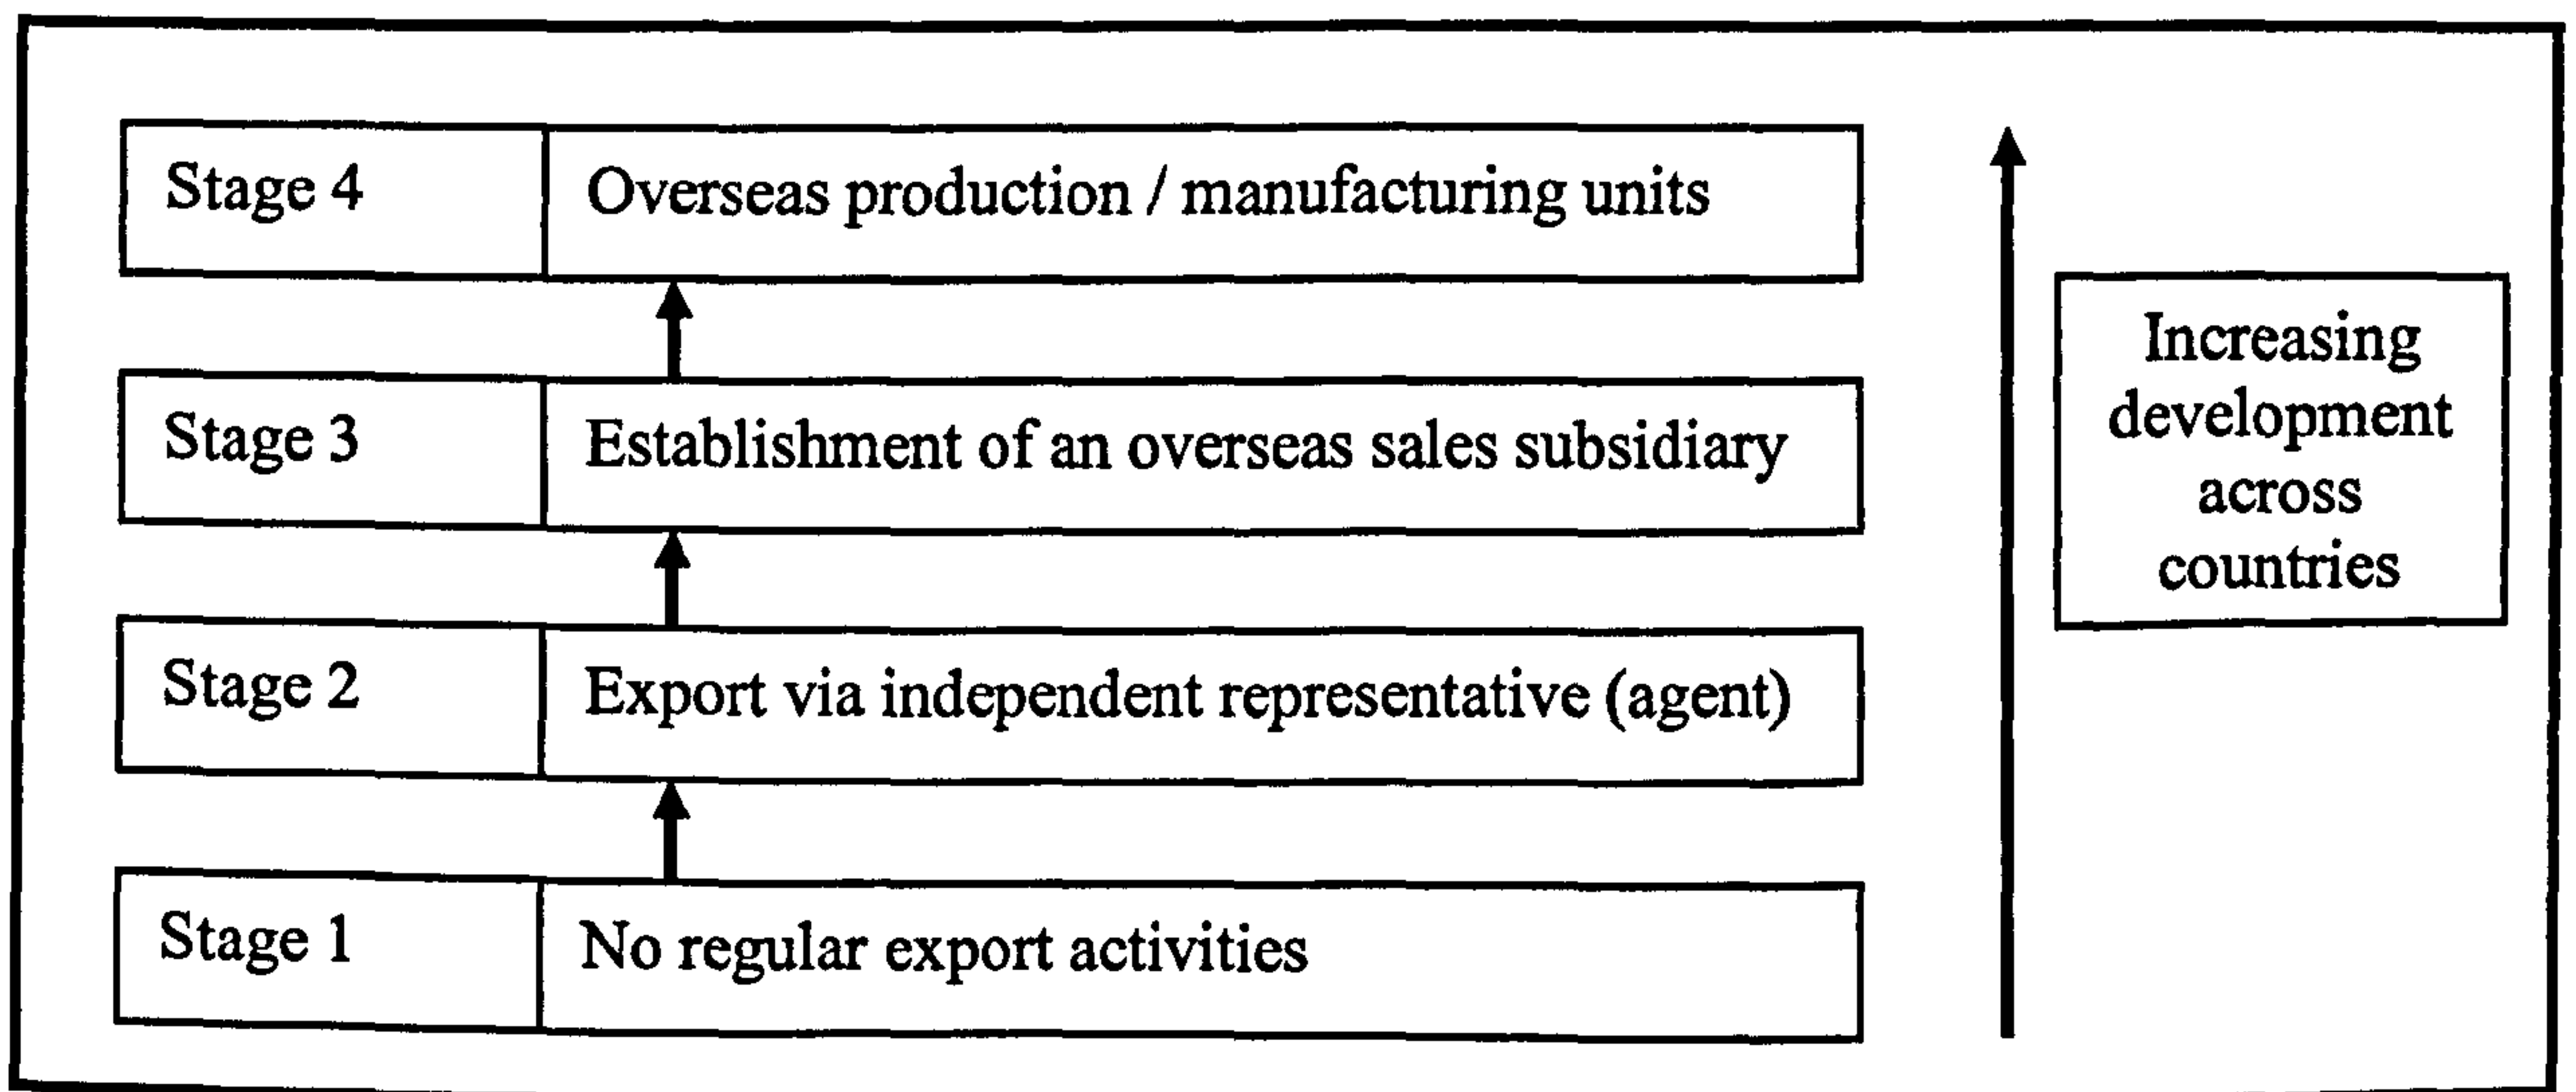 Stage 4 Overseas production / manufacturing units
Stage 3 Establishment of an overseas sales subsidiary
Stage 2 Export via independent representative (agent)
Stage 1 No regular export activities
Increasing
development
across
countries